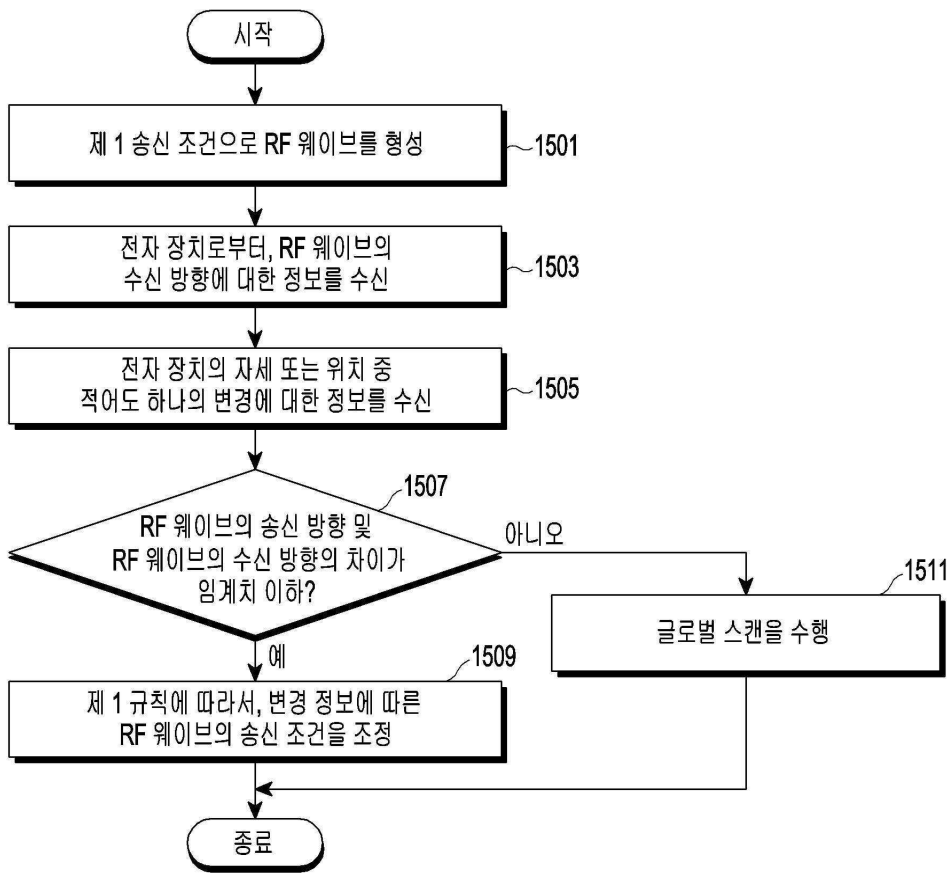 시작
제 1 송신 조건으로 RF 웨이브를 형성
1501
전자 장치로부터, RF 웨이브의
수신 방향에 대한 정보를 수신
1503
전자 장치의 자세 또는 위치 중
적어도 하나의 변경에 대한 정보를 수신
1505
1507
RF 웨이브의 송신 방향 및
RF 웨이브의 수신 방향의 차이가
임계치 이하?
아니오
1511
글로벌 스캔을 수행
예
1509
제 1 규칙에 따라서, 변경 정보에 따른
RF 웨이브의 송신 조건을 조정
종료